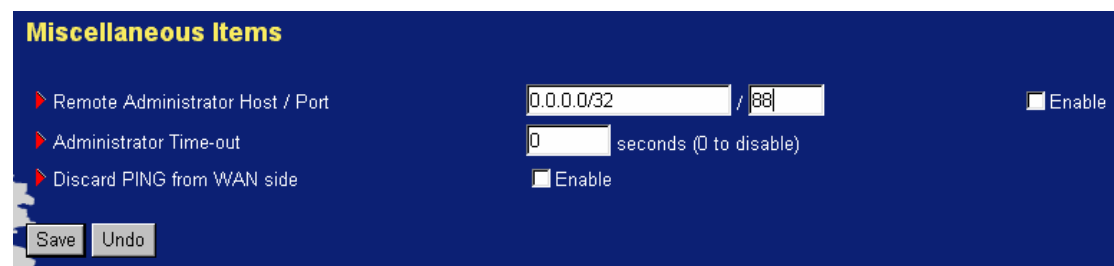 Miscellaneous Items
Remote Administrator Host / Port 0.0.0.0/32 / 88 Enable
Administrator Time-out 0 seconds (0 to disable)
Discard PING from WAN side Enable
Save Undo